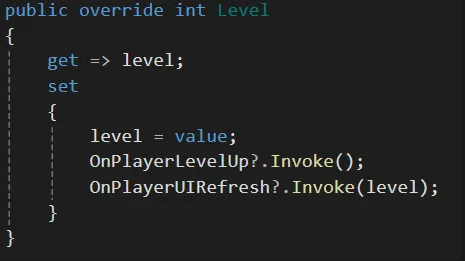 public override int Level
{
get => level;
set
{
level = value;
OnPlayerLevelUp?.Invoke();
OnPlayerUIRefresh?.Invoke(level);
}
}